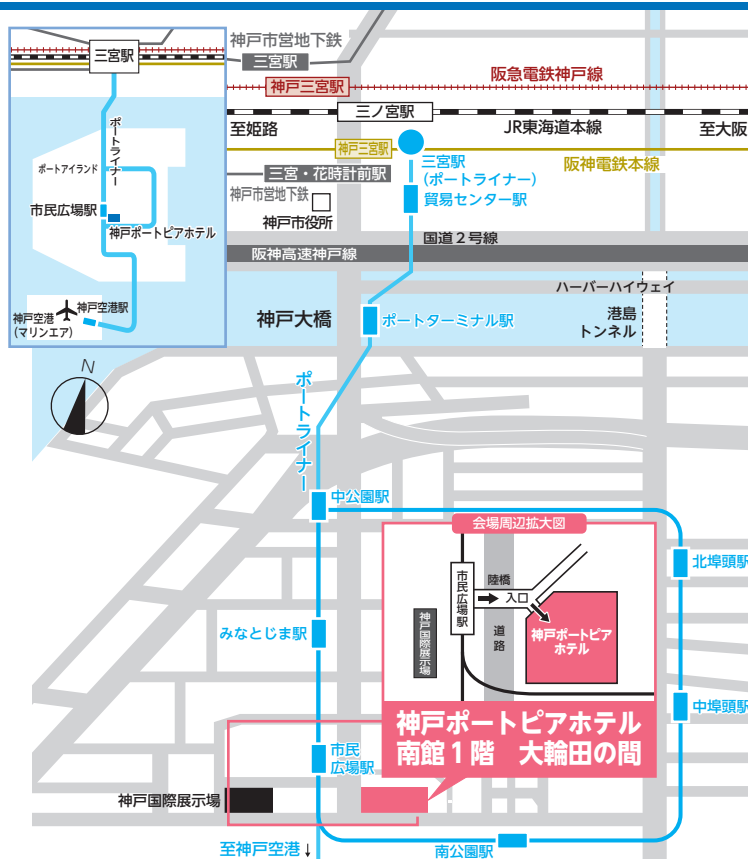 三宮駅
ポートライナー
ポートアイランド
市民広場駅
神戸ポートピアホテル
神戸空港駅
神戸空港
(マリンエア)
神戸市営地下鉄
三宮駅
神戸三宮駅
阪急電鉄神戸線
三ノ宮駅
至姫路
JR東海道本線
至大阪
神戸三宮駅
三宮駅
(ポートライナー)
阪神電鉄本線
三宮・花時計前駅
神戸市営地下鉄
貿易センター駅
神戸市役所
国道2号線
阪神高速神戸線
ハーバーハイウェイ
神戸大橋
ポートターミナル駅
港島
トンネル
N
ポートライナー
中公園駅
会場周辺拡大図
市民広場駅
陸橋
入口
道路
神戸国際展示場
神戸ポートピア
ホテル
北埠頭駅
みなとじま駅
中埠頭駅
神戸ポートピアホテル
南館1階 大輪田の間
市民
広場駅
神戸国際展示場
至神戸空港↓
南公園駅